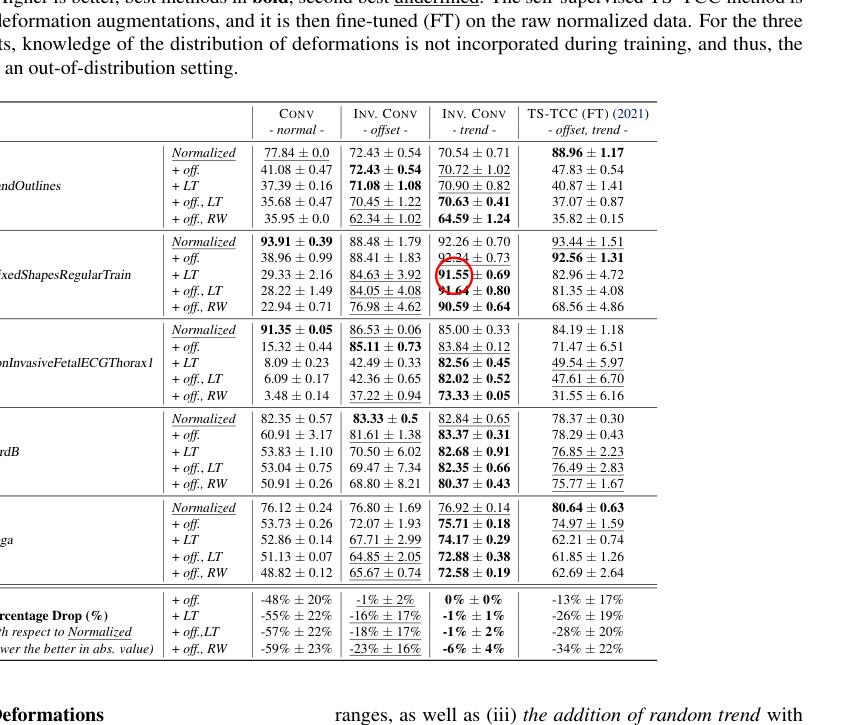 Higher is better, best methods in bold, second best underlined. The self-supervised TS-TCC method is
deformation augmentations, and it is then fine-tuned (FT) on the raw normalized data. For the three
ts, knowledge of the distribution of deformations is not incorporated during training, and thus, the
an out-of-distribution setting.
CONV INV. CONV INV. CONV TS-TCC (FT) (2021)
- normal - - offset - - trend - - offset, trend -
Normalized 77.84 ± 0.0 72.43 ± 0.54 70.54 ± 0.71 88.96 ± 1.17
+ off. 41.08 ± 0.47 72.43 ± 0.54 70.72 ± 1.02 47.83 ± 0.54
andOutlines + LT 37.39 ± 0.16 71.08 ± 1.08 70.90 ± 0.82 40.87 ± 1.41
+ off., LT 35.68 ± 0.47 70.45 ± 1.22 70.63 ± 0.41 37.07 ± 0.87
+ off., RW 35.95 ± 0.0 62.34 ± 1.02 64.59 ± 1.24 35.82 ± 0.15
Normalized 93.91 ± 0.39 88.48 ± 1.79 92.26 ± 0.70 93.44 ± 1.51
+ off. 38.96 ± 0.99 88.41 ± 1.83 92.24 ± 0.73 92.56 ± 1.31
ixedShapesRegularTrain + LT 29.33 ± 2.16 84.63 ± 3.92 91.55 ± 0.69 82.96 ± 4.72
+ off., LT 28.22 ± 1.49 84.05 ± 4.08 91.64 ± 0.80 81.35 ± 4.08
+ off., RW 22.94 ± 0.71 76.98 ± 4.62 90.59 ± 0.64 68.56 ± 4.86
Normalized 91.35 ± 0.05 86.53 ± 0.06 85.00 ± 0.33 84.19 ± 1.18
+ off. 15.32 ± 0.44 85.11 ± 0.73 83.84 ± 0.12 71.47 ± 6.51
onInvasiveFetalECGThorax1 + LT 8.09 ± 0.23 42.49 ± 0.33 82.56 ± 0.45 49.54 ± 5.97
+ off., LT 6.09 ± 0.17 42.36 ± 0.65 82.02 ± 0.52 47.61 ± 6.70
+ off., RW 3.48 ± 0.14 37.22 ± 0.94 73.33 ± 0.05 31.55 ± 6.16
Normalized 82.35 ± 0.57 83.33 ± 0.5 82.84 ± 0.65 78.37 ± 0.30
+ off. 60.91 ± 3.17 81.61 ± 1.38 83.37 ± 0.31 78.29 ± 0.43
rdB + LT 53.83 ± 1.10 70.50 ± 6.02 82.68 ± 0.91 76.85 ± 2.23
+ off., LT 53.04 ± 0.75 69.47 ± 7.34 82.35 ± 0.66 76.49 ± 2.83
+ off., RW 50.91 ± 0.26 68.80 ± 8.21 80.37 ± 0.43 75.77 ± 1.67
Normalized 76.12 ± 0.24 76.80 ± 1.69 76.92 ± 0.14 80.64 ± 0.63
+ off. 53.73 ± 0.26 72.07 ± 1.93 75.71 ± 0.18 74.97 ± 1.59
ga + LT 52.86 ± 0.14 67.71 ± 2.99 74.17 ± 0.29 62.21 ± 0.74
+ off., LT 51.13 ± 0.07 64.85 ± 2.05 72.88 ± 0.38 61.85 ± 1.26
+ off., RW 48.82 ± 0.12 65.67 ± 0.74 72.58 ± 0.19 62.69 ± 2.64
+ off. -48% ± 20% -1% ± 2% 0% ± 0% -13% ± 17%
rcentage Drop (%) + LT -55% ± 22% -16% ± 17% -1% ± 1% -26% ± 19%
th respect to Normalized + off.,LT -57% ± 22% -18% ± 17% -1% ± 2% -28% ± 20%
wer the better in abs. value) + off., RW -59% ± 23% -23% ± 16% -6% ± 4% -34% ± 22%
Deformations
ranges, as well as (iii) the addition of random trend with